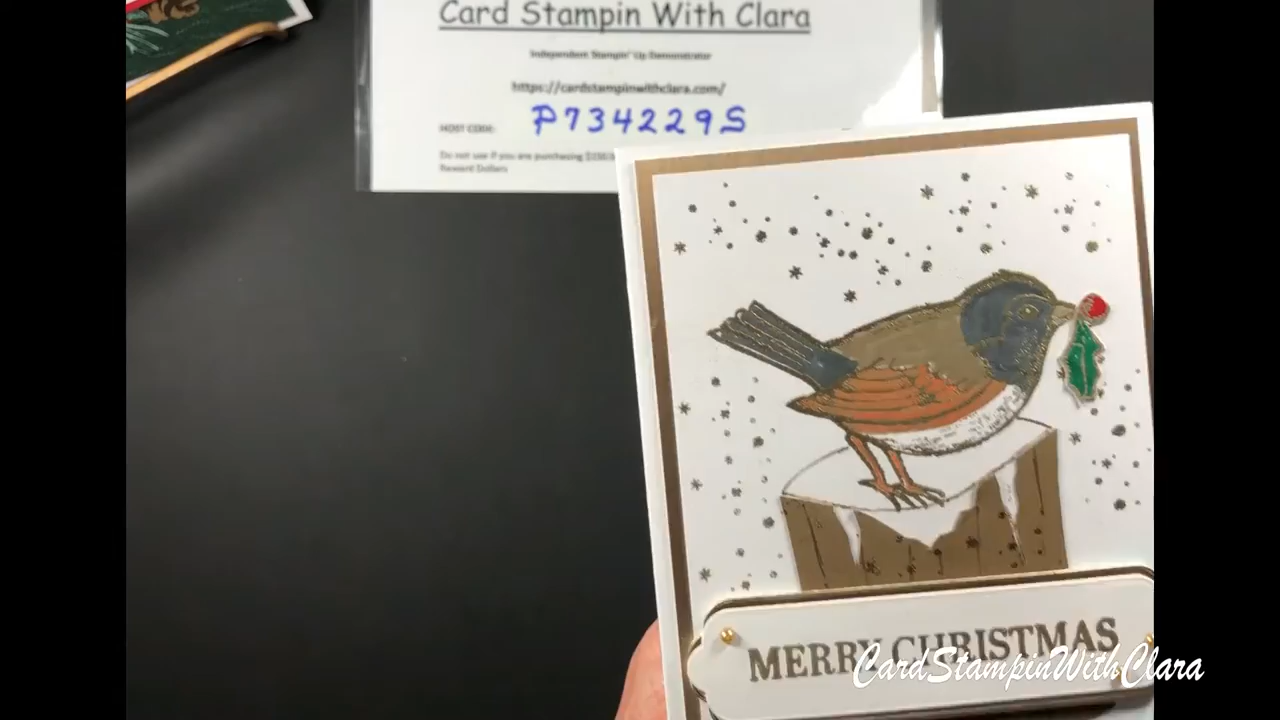 Card Stampin With Clara
Independent Stampin' Up Demonstrator
https://cardstampinwithclara.com/
HOST CODE: P734229S
Do not use if you are purchasing
Reward Dollars
MERRY CHRISTMAS
CardStampinWithClara